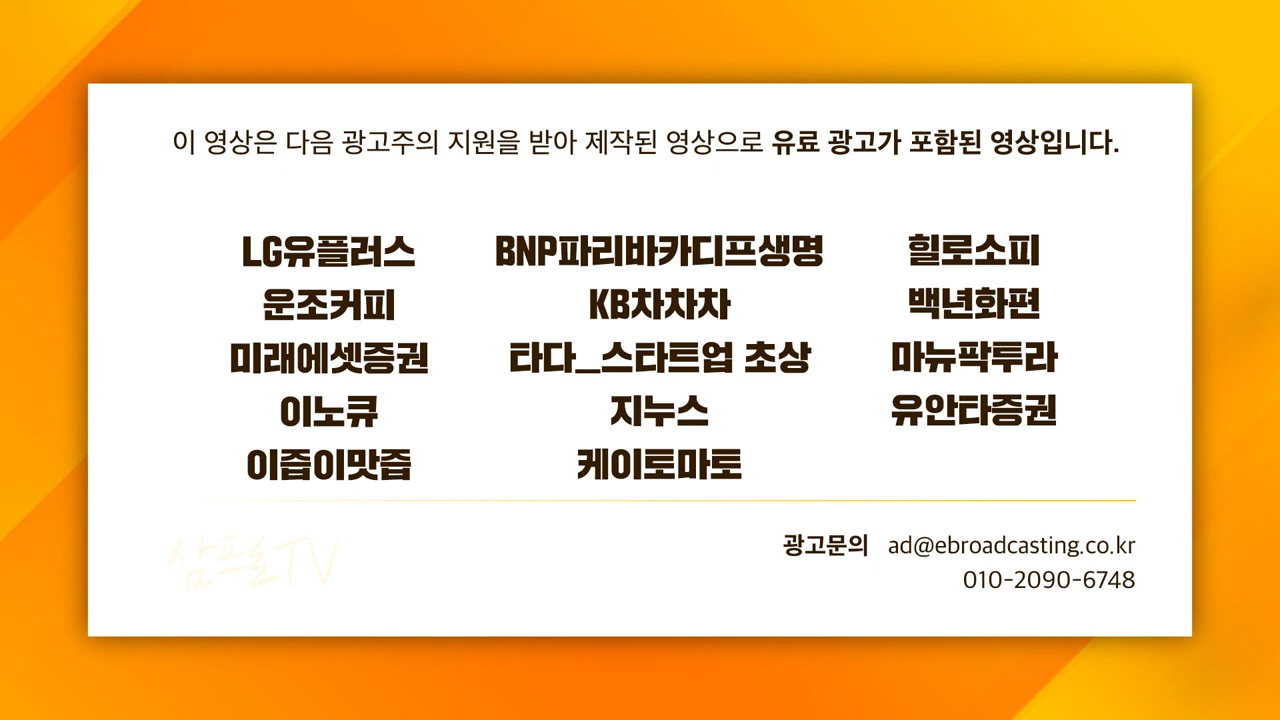 이 영상은 다음 광고주의 지원을 받아 제작된 영상으로 유료 광고가 포함된 영상입니다.
LG유플러스 BNP파리바카디프생명 힐로소피
운조커피 KB차차차 백년화편
미래에셋증권 타다_스타트업 초상 마뉴팍투라
이노큐 지누스 유안타증권
이즙이맛즙 케이토마토
삼프로TV
광고문의 ad@ebroadcasting.co.kr
010-2090-6748